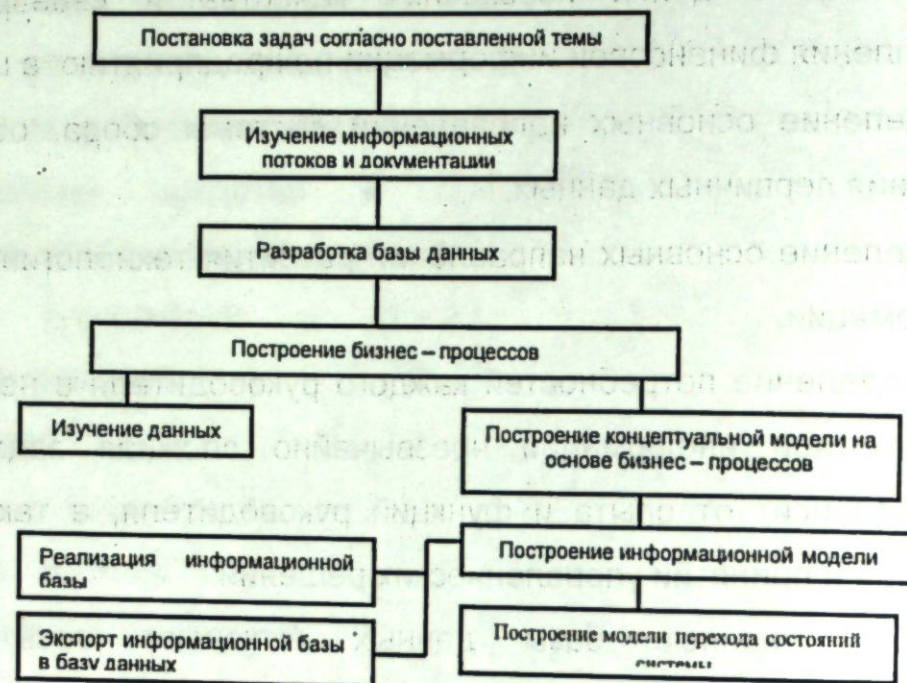 Постановка задач согласно поставленной темы
Изучение информационных
потоков и документации
Разработка базы данных
Построение бизнес – процессов
Изучение данных
Построение концептуальной модели на
основе бизнес – процессов
Реализация информационной
базы
Построение информационной модели
Экспорт информационной базы
в базу данных
Построение модели перехода состояний
системы